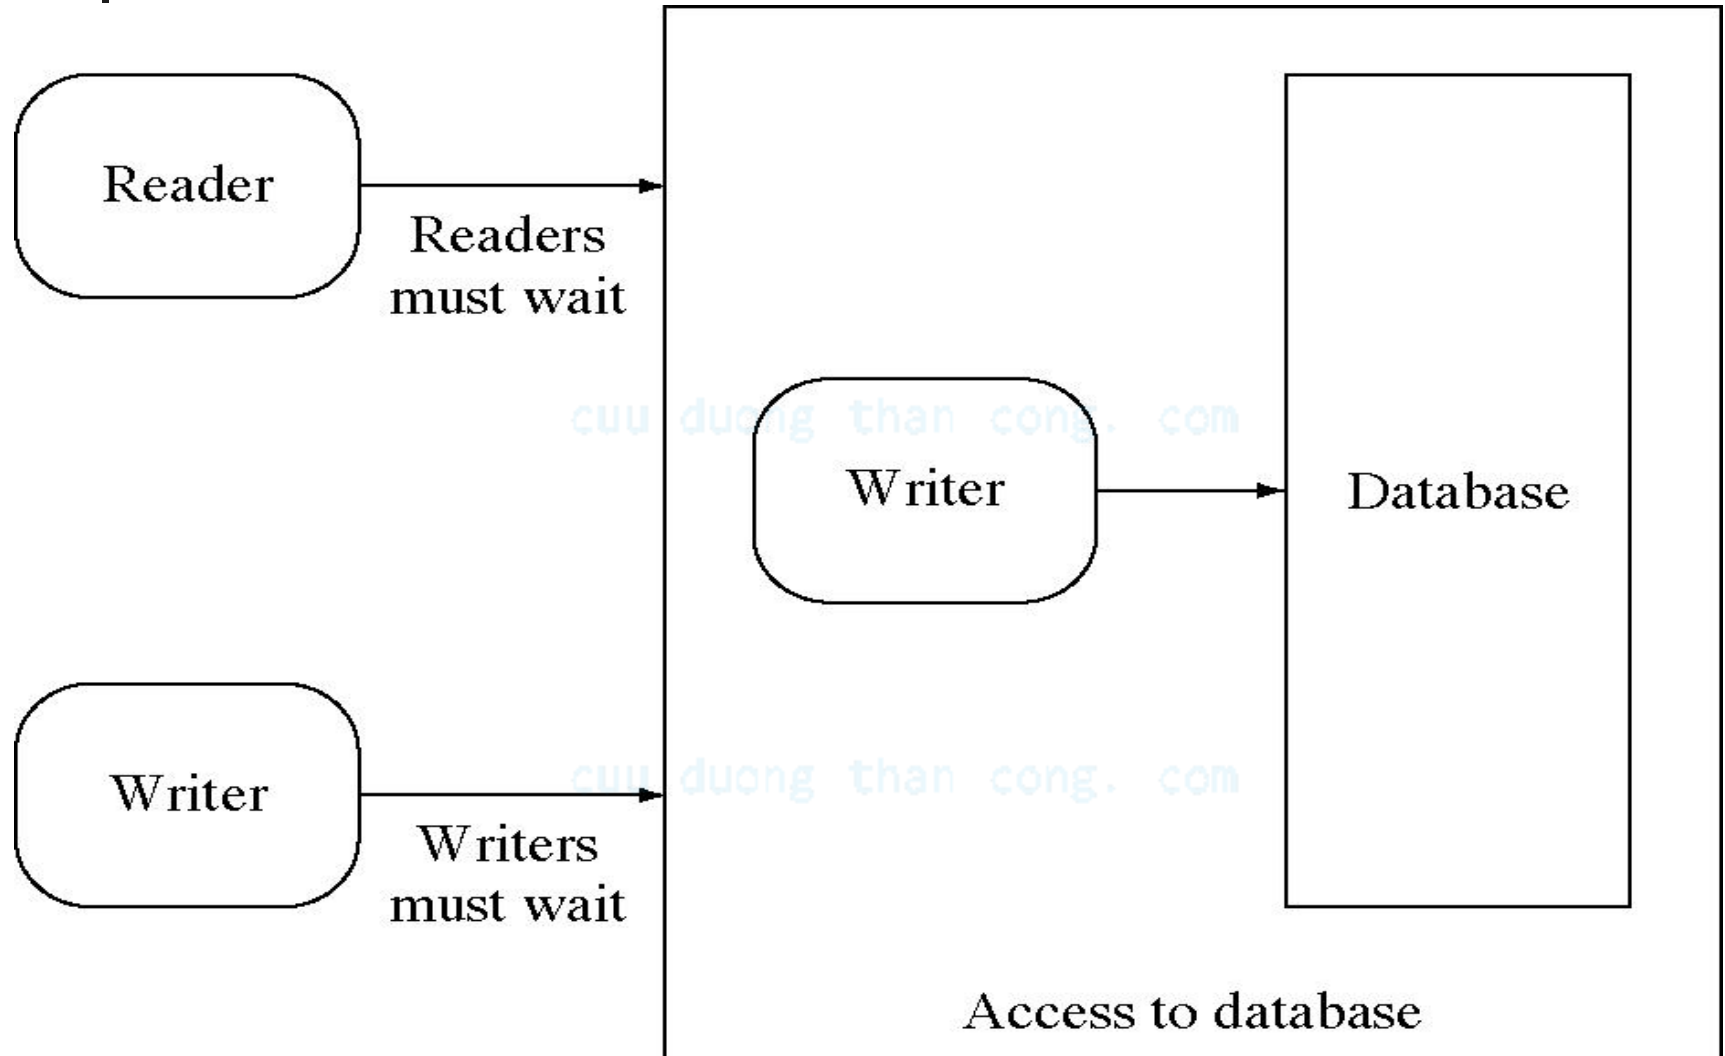 Reader
Readers
must wait
cuu duong than cong. com
Writer
Database
Writer
cuu duong than cong. com
Writers
must wait
Access to database